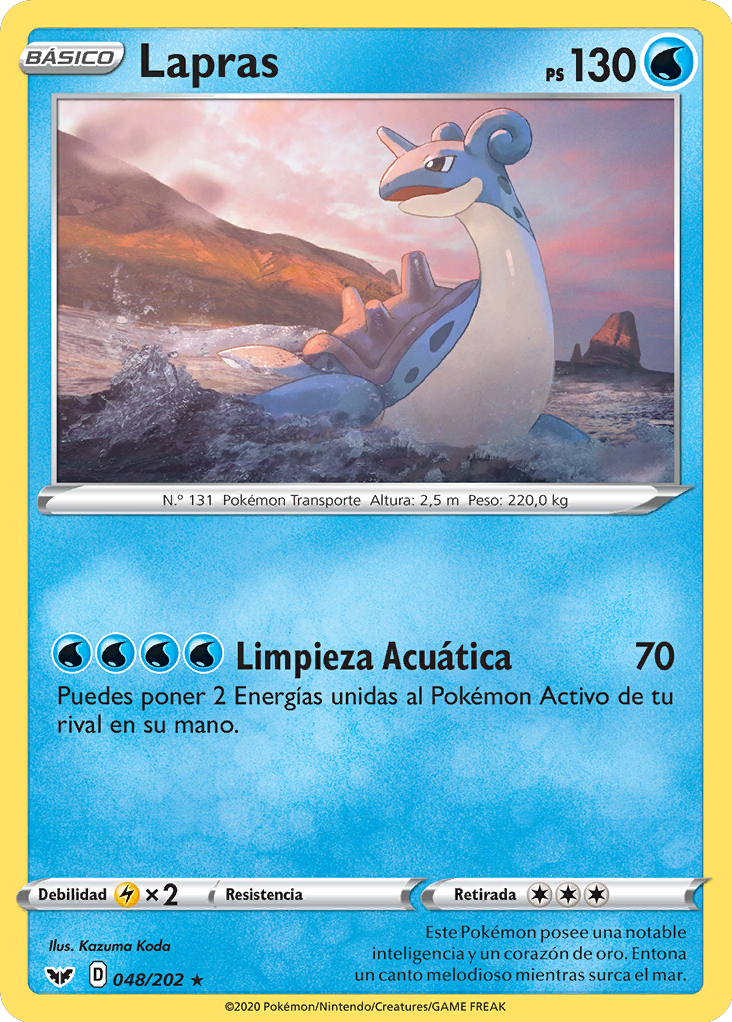 BÁSICO Lapras PS 130
N.º 131 Pokémon Transporte Altura: 2,5 m Peso: 220,0 kg
Limpieza Acuática 70
Puedes poner 2 Energías unidas al Pokémon Activo de tu
rival en su mano.
Debilidad ×2 Resistencia Retirada
Ilus. Kazuma Koda
D 048/202 ★
Este Pokémon posee una notable
inteligencia y un corazón de oro. Entona
un canto melodioso mientras surca el mar.
©2020 Pokémon/Nintendo/Creatures/GAME FREAK